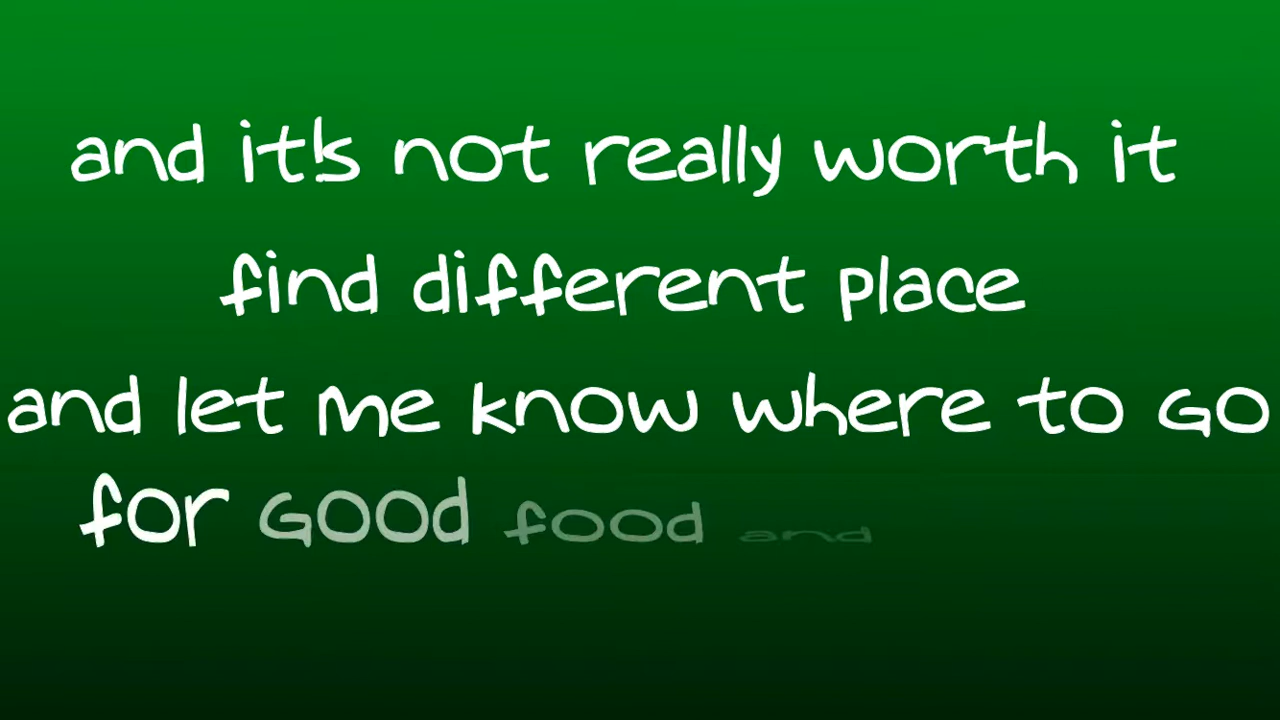 and it's not really worth it
find different place
and let me know where to go
for good food and